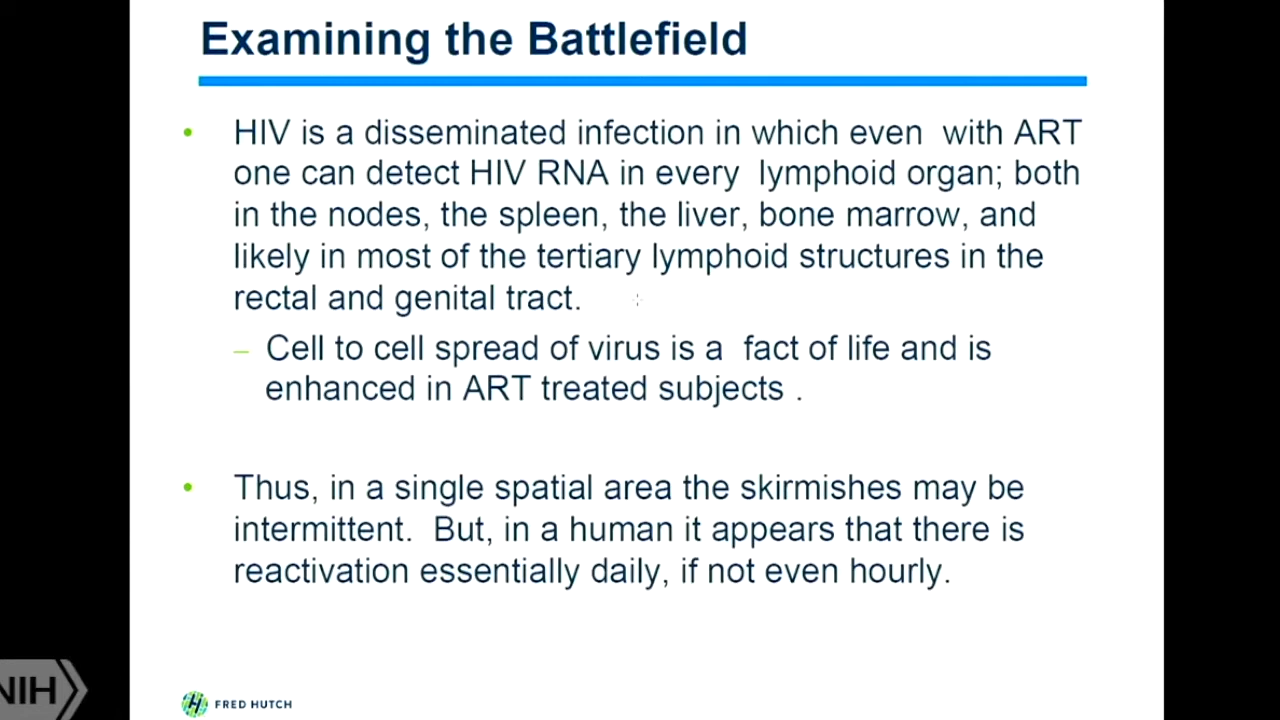 Examining the Battlefield
• HIV is a disseminated infection in which even with ART
one can detect HIV RNA in every lymphoid organ; both
in the nodes, the spleen, the liver, bone marrow, and
likely in most of the tertiary lymphoid structures in the
rectal and genital tract.
– Cell to cell spread of virus is a fact of life and is
enhanced in ART treated subjects .
• Thus, in a single spatial area the skirmishes may be
intermittent. But, in a human it appears that there is
reactivation essentially daily, if not even hourly.
NIH
FRED HUTCH